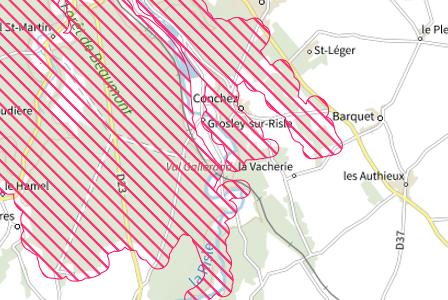 l St-Martin
le Ple
St-Léger
Forêt de Beaumont
Conchez
Barquet
Grosley-sur-Risle
udière
Val Gallerand
la Vacherie
les Authieux
le Hamel
D23
res
D37
la Risle